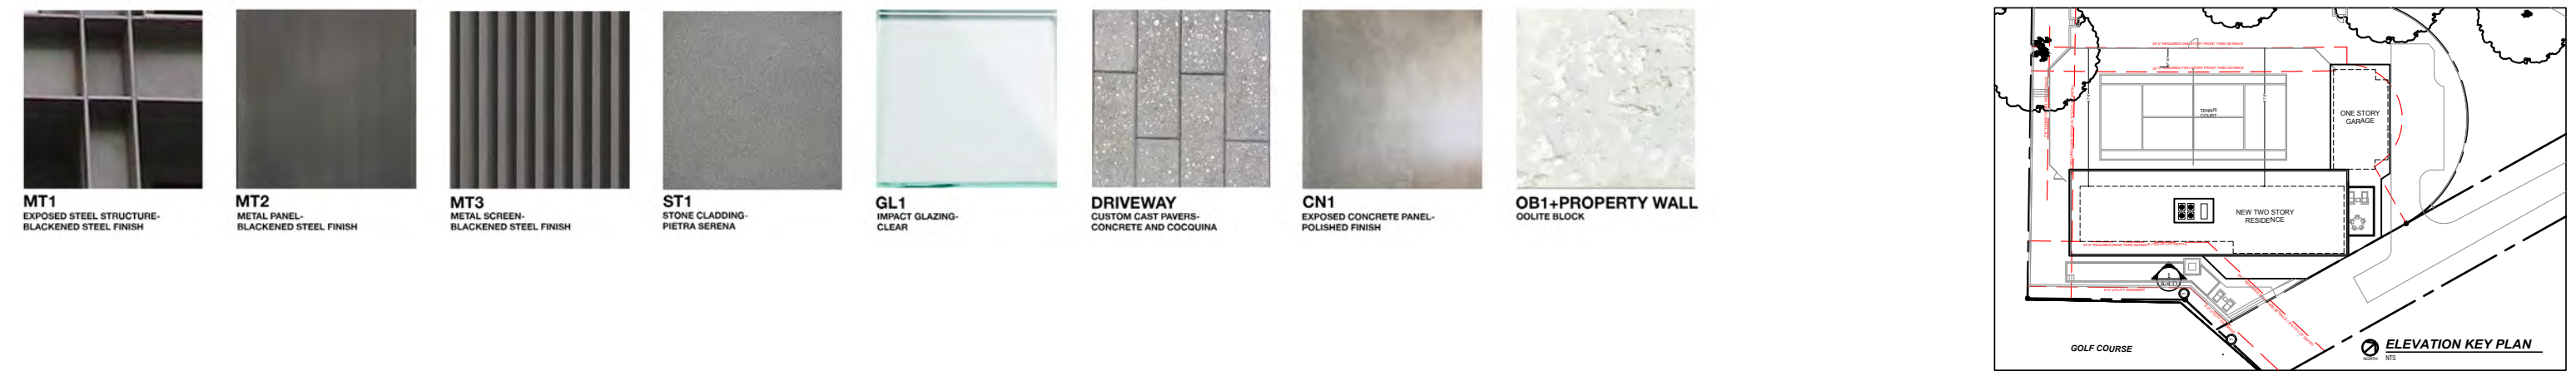 MT1
EXPOSED STEEL STRUCTURE-
BLACKENED STEEL FINISH
MT2
METAL PANEL-
BLACKENED STEEL FINISH
MT3
METAL SCREEN-
BLACKENED STEEL FINISH
ST1
STONE CLADDING-
PIETRA SERENA
GL1
IMPACT GLAZING-
CLEAR
DRIVEWAY
CUSTOM CAST PAVERS-
CONCRETE AND COCQUINA
CN1
EXPOSED CONCRETE PANEL-
POLISHED FINISH
OB1+PROPERTY WALL
OOLITE BLOCK
TENNIS
COURT
ONE STORY
GARAGE
NEW TWO STORY
RESIDENCE
GOLF COURSE
NORTH
ELEVATION KEY PLAN
NTS